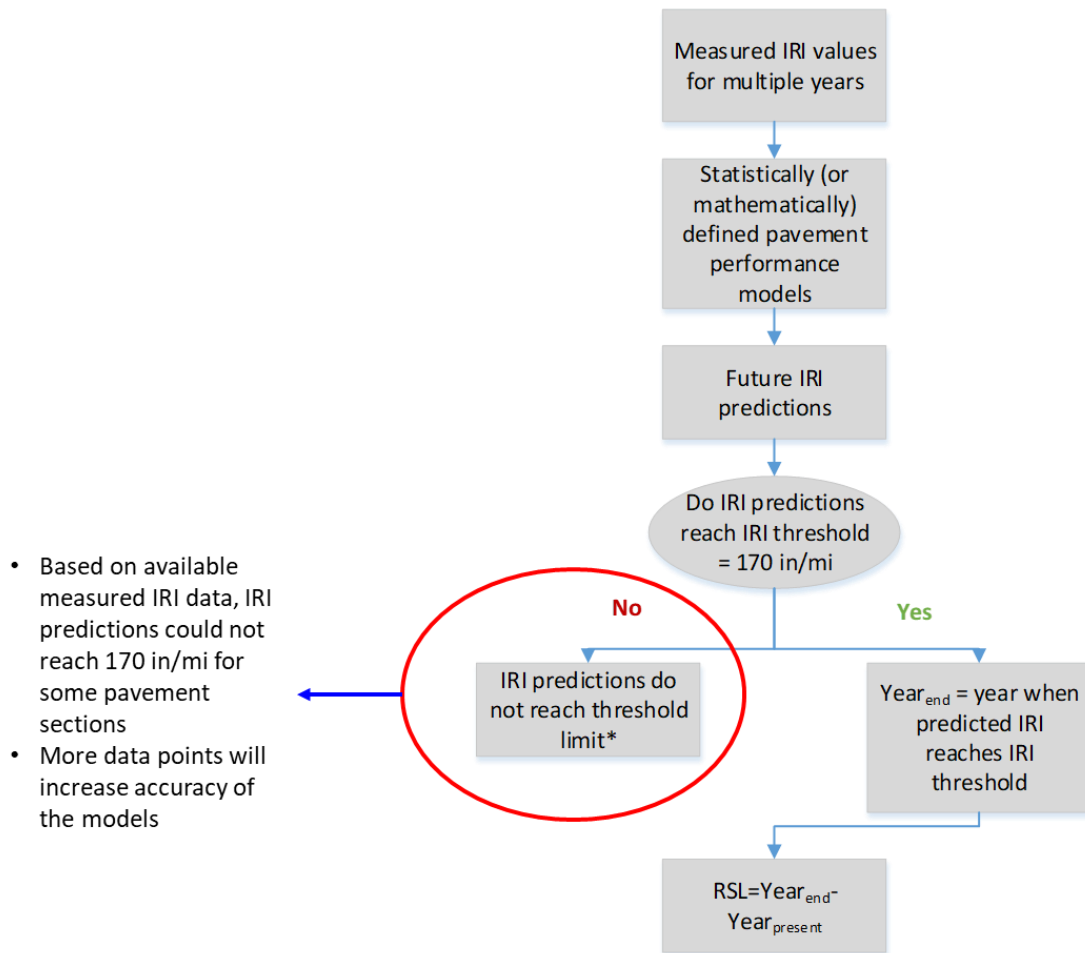 Measured IRI values
for multiple years
Statistically (or
mathematically)
defined pavement
performance
models
Future IRI
predictions
Do IRI predictions
reach IRI threshold
= 170 in/mi
No
Yes
IRI predictions do
not reach threshold
limit*
Year_end = year when
predicted IRI
reaches IRI
threshold
RSL=Year_end-
Year_present
• Based on available
measured IRI data, IRI
predictions could not
reach 170 in/mi for
some pavement
sections
• More data points will
increase accuracy of
the models